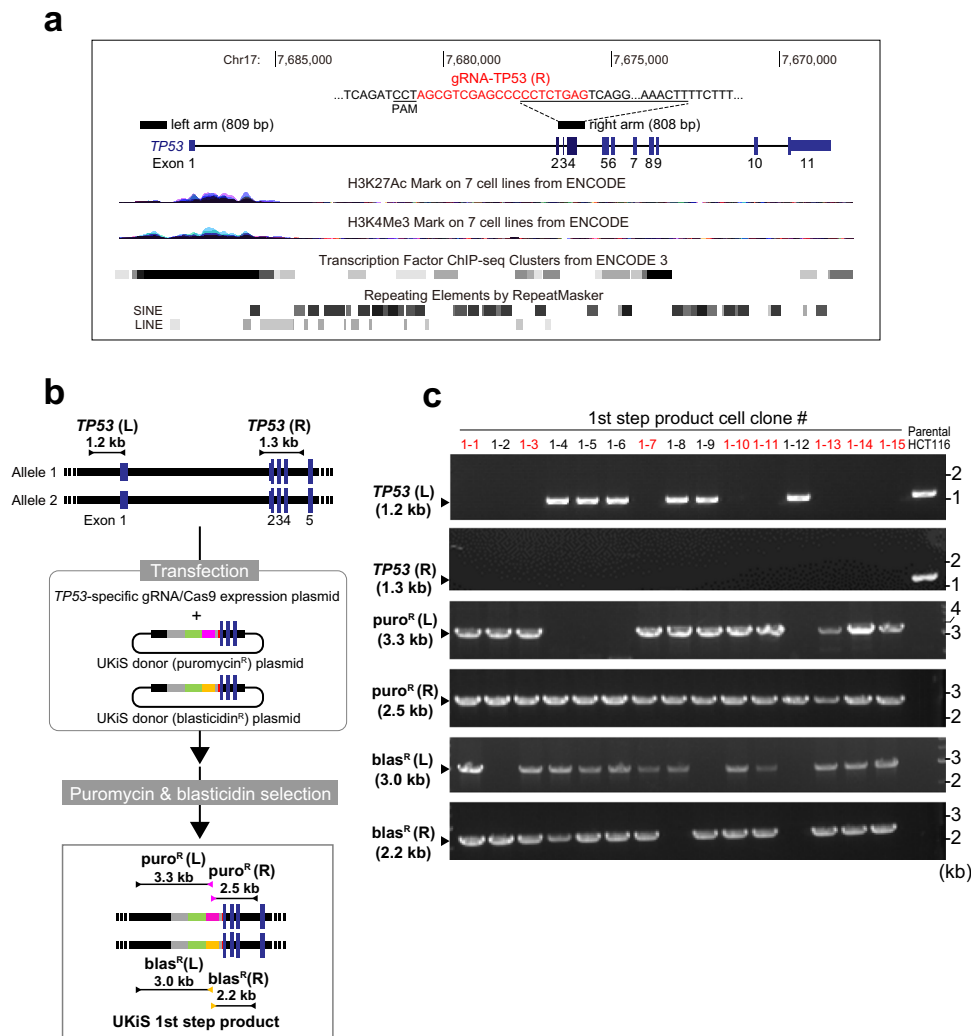 a
Chr17: 7,685,000 7,680,000 7,675,000 7,670,000
gRNA-TP53 (R)
...TCAGATCCTAGCGTCGAGCCCCCTCTGAGTCAGG...AAACTTTTCTTT...
PAM
left arm (809 bp) right arm (808 bp)
TP53
Exon 1 234 56 7 89 10 11
H3K27Ac Mark on 7 cell lines from ENCODE
H3K4Me3 Mark on 7 cell lines from ENCODE
Transcription Factor ChIP-seq Clusters from ENCODE 3
Repeating Elements by RepeatMasker
SINE
LINE
b
TP53 (L) TP53 (R)
1.2 kb 1.3 kb
Allele 1
Allele 2
Exon 1 234 5
Transfection
TP53-specific gRNA/Cas9 expression plasmid
+
UKiS donor (puromycinᴿ) plasmid
UKiS donor (blasticidinᴿ) plasmid
Puromycin & blasticidin selection
puroᴿ (L)
puroᴿ (R)
3.3 kb
2.5 kb
blasᴿ(L)
blasᴿ(R)
3.0 kb
2.2 kb
UKiS 1st step product
c
1st step product cell clone #
Parental
HCT116
1-1 1-2 1-3 1-4 1-5 1-6 1-7 1-8 1-9 1-10 1-11 1-12 1-13 1-14 1-15
TP53 (L)
(1.2 kb)
2
1
TP53 (R)
(1.3 kb)
2
1
puroᴿ (L)
(3.3 kb)
4
3
puroᴿ (R)
(2.5 kb)
3
2
blasᴿ (L)
(3.0 kb)
3
2
blasᴿ (R)
(2.2 kb)
3
2
(kb)